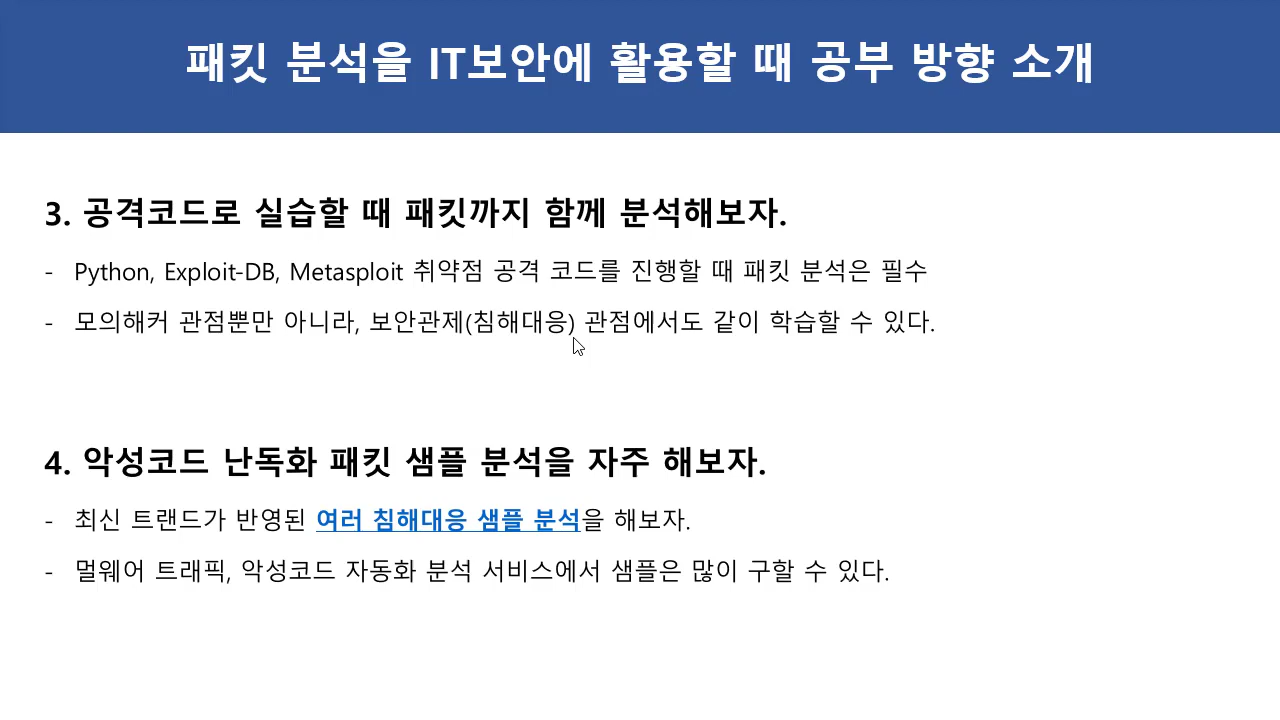 패킷 분석을 IT보안에 활용할 때 공부 방향 소개
3. 공격코드로 실습할 때 패킷까지 함께 분석해보자.
- Python, Exploit-DB, Metasploit 취약점 공격 코드를 진행할 때 패킷 분석은 필수
- 모의해커 관점뿐만 아니라, 보안관제(침해대응) 관점에서도 같이 학습할 수 있다.
4. 악성코드 난독화 패킷 샘플 분석을 자주 해보자.
- 최신 트랜드가 반영된 여러 침해대응 샘플 분석을 해보자.
- 멀웨어 트래픽, 악성코드 자동화 분석 서비스에서 샘플은 많이 구할 수 있다.